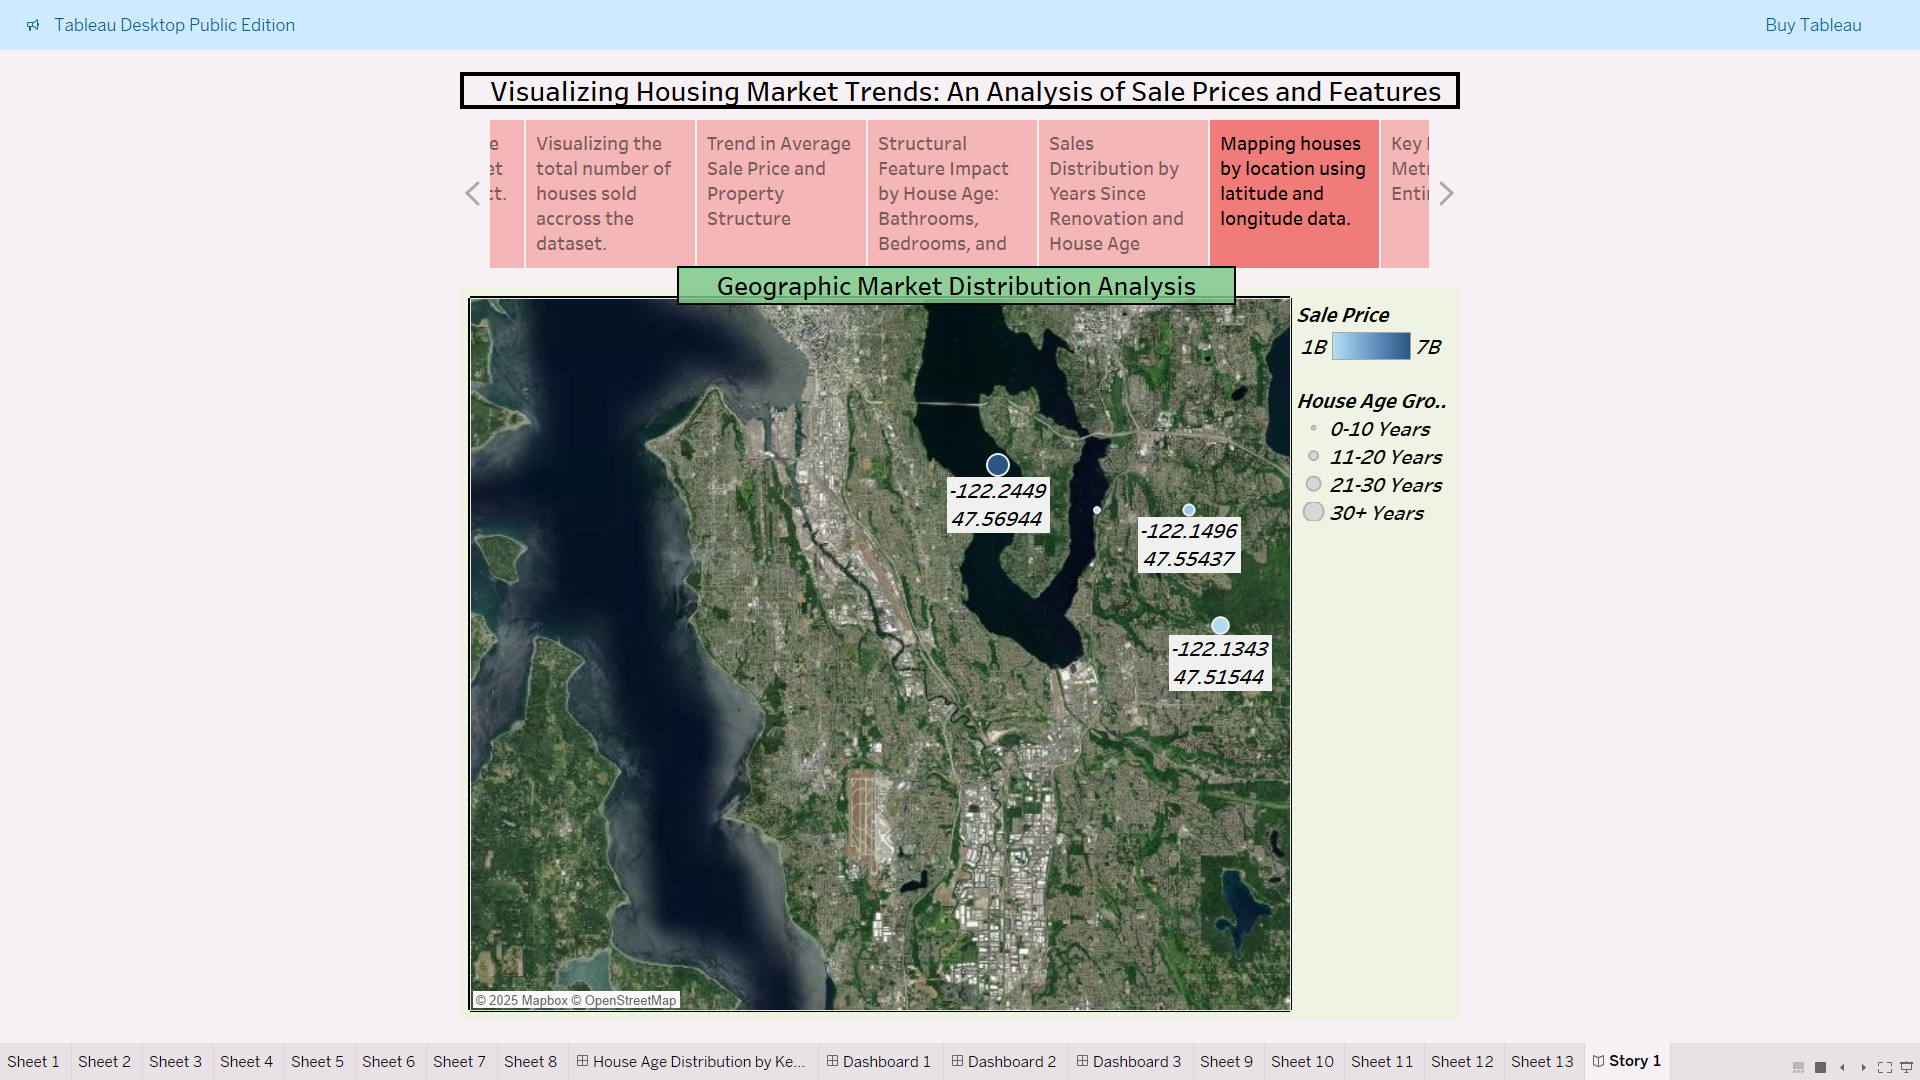 Tableau Desktop Public Edition
Buy Tableau
Visualizing Housing Market Trends: An Analysis of Sale Prices and Features
Visualizing the
total number of
houses sold
accross the
dataset.
Trend in Average
Sale Price and
Property
Structure
Structural
Feature Impact
by House Age:
Bathrooms,
Bedrooms, and
Sales
Distribution by
Years Since
Renovation and
House Age
Mapping houses
by location using
latitude and
longitude data.
Key
Geographic Market Distribution Analysis
Sale Price
1B 7B
House Age Gro..
0-10 Years
11-20 Years
21-30 Years
30+ Years
-122.2449
47.56944
-122.1496
47.55437
-122.1343
47.51544
© 2025 Mapbox © OpenStreetMap
Sheet 1 Sheet 2 Sheet 3 Sheet 4 Sheet 5 Sheet 6 Sheet 7 Sheet 8 House Age Distribution by Ke... Dashboard 1 Dashboard 2 Dashboard 3 Sheet 9 Sheet 10 Sheet 11 Sheet 12 Sheet 13 Story 1